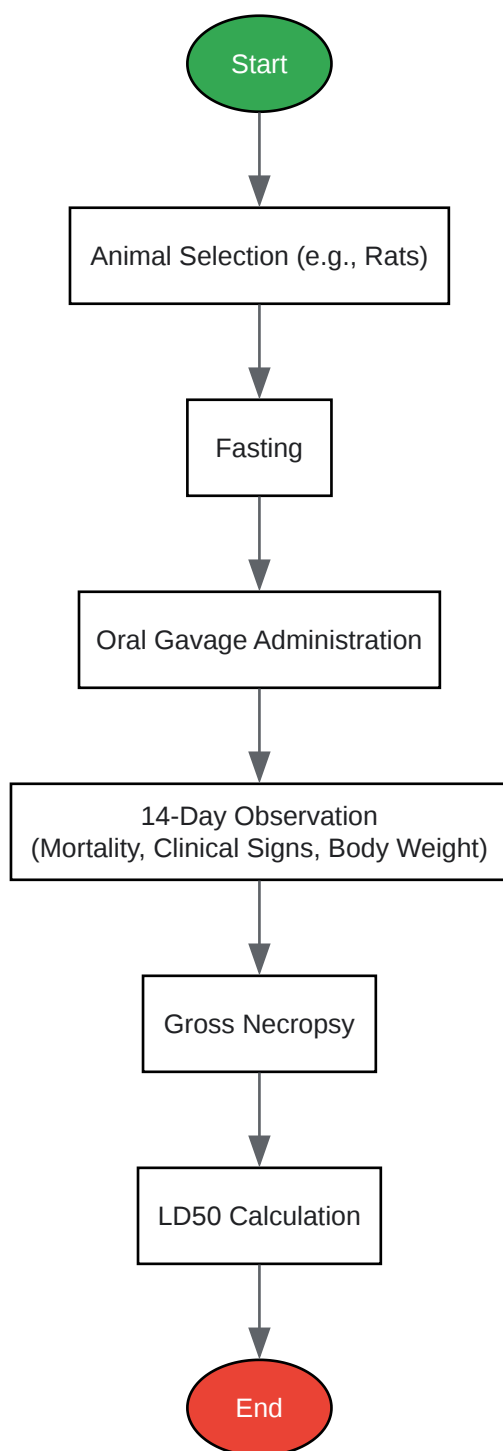 Start
Animal Selection (e.g., Rats)
Fasting
Oral Gavage Administration
14-Day Observation
(Mortality, Clinical Signs, Body Weight)
Gross Necropsy
LD50 Calculation
End